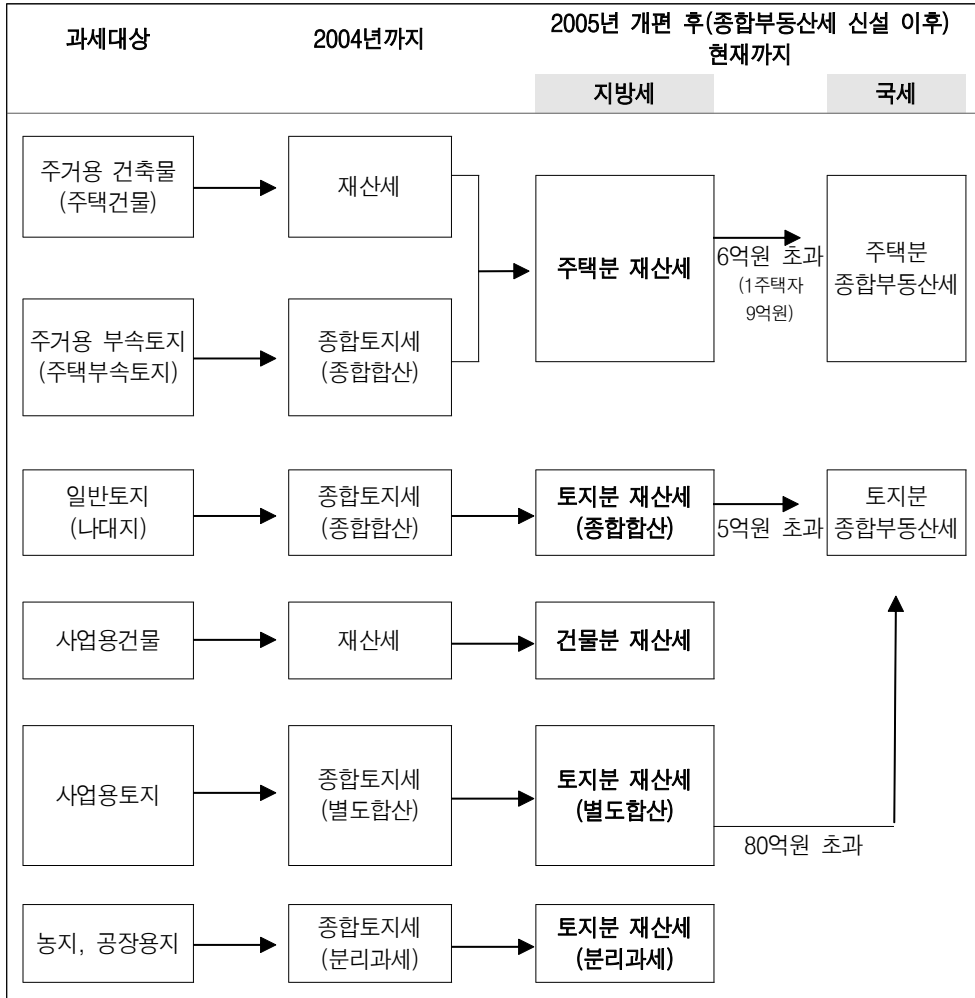 과세대상
2004년까지
2005년 개편 후(종합부동산세 신설 이후)
현재까지
지방세
국세
주거용 건축물
(주택건물)
재산세
주택분 재산세
6억원 초과
(1주택자
9억원)
주택분
종합부동산세
주거용 부속토지
(주택부속토지)
종합토지세
(종합합산)
일반토지
(나대지)
종합토지세
(종합합산)
토지분 재산세
(종합합산)
5억원 초과
토지분
종합부동산세
사업용건물
재산세
건물분 재산세
사업용토지
종합토지세
(별도합산)
토지분 재산세
(별도합산)
80억원 초과
농지, 공장용지
종합토지세
(분리과세)
토지분 재산세
(분리과세)